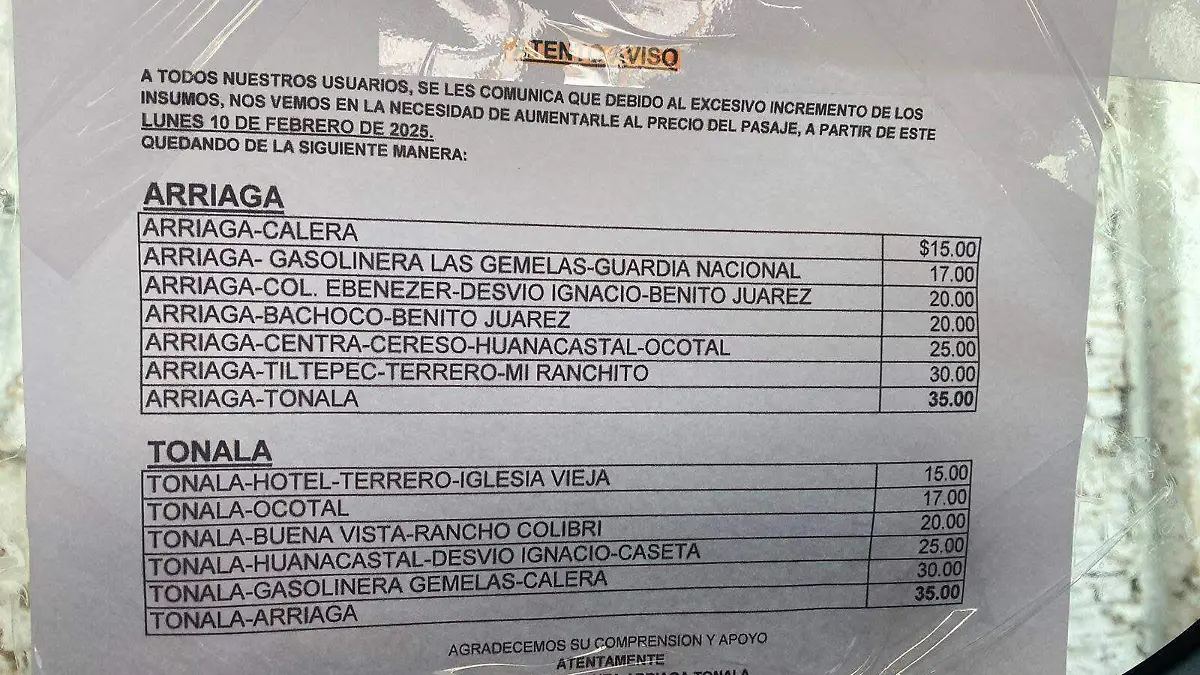 ATENTO AVISO
A TODOS NUESTROS USUARIOS, SE LES COMUNICA QUE DEBIDO AL EXCESIVO INCREMENTO DE LOS
INSUMOS, NOS VEMOS EN LA NECESIDAD DE AUMENTARLE AL PRECIO DEL PASAJE, A PARTIR DE ESTE
LUNES 10 DE FEBRERO DE 2025.
QUEDANDO DE LA SIGUIENTE MANERA:
ARRIAGA
ARRIAGA-CALERA $15.00
ARRIAGA- GASOLINERA LAS GEMELAS-GUARDIA NACIONAL 17.00
ARRIAGA-COL. EBENEZER-DESVIO IGNACIO-BENITO JUAREZ 20.00
ARRIAGA-BACHOCO-BENITO JUAREZ 20.00
ARRIAGA-CENTRA-CERESO-HUANACASTAL-OCOTAL 25.00
ARRIAGA-TILTEPEC-TERRERO-MI RANCHITO 30.00
ARRIAGA-TONALA 35.00
TONALA
TONALA-HOTEL-TERRERO-IGLESIA VIEJA 15.00
TONALA-OCOTAL 17.00
TONALA-BUENA VISTA-RANCHO COLIBRI 20.00
TONALA-HUANACASTAL-DESVIO IGNACIO-CASETA 25.00
TONALA-GASOLINERA GEMELAS-CALERA 30.00
TONALA-ARRIAGA 35.00
AGRADECEMOS SU COMPRENSION Y APOYO
ATENTAMENTE
ARRIAGA TONALA